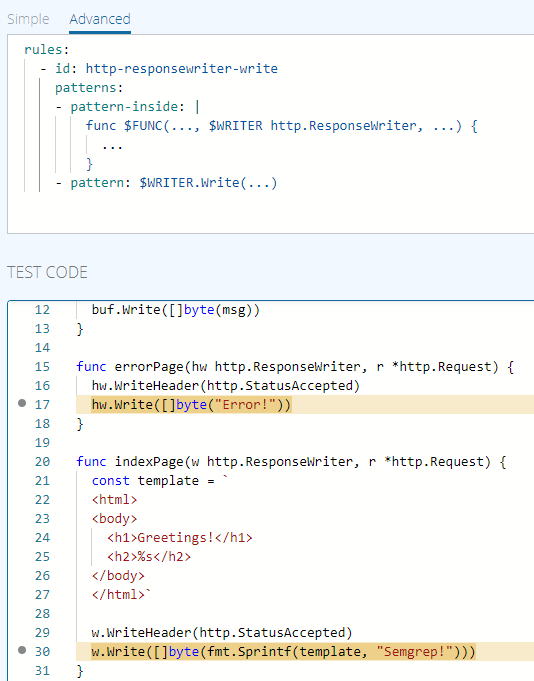 Simple Advanced
rules:
  - id: http-responsewriter-write
    patterns:
    - pattern-inside: |
        func $FUNC(..., $WRITER http.ResponseWriter, ...) {
          ...
        }
    - pattern: $WRITER.Write(...)
TEST CODE
12   buf.Write([]byte(msg))
13 }
14
15 func errorPage(hw http.ResponseWriter, r *http.Request) {
16   hw.WriteHeader(http.StatusAccepted)
17   hw.Write([]byte("Error!"))
18 }
19
20 func indexPage(w http.ResponseWriter, r *http.Request) {
21   const template = `
22   <html>
23   <body>
24     <h1>Greetings!</h1>
25     <h2>%s</h2>
26   </body>
27   </html>`
28
29   w.WriteHeader(http.StatusAccepted)
30   w.Write([]byte(fmt.Sprintf(template, "Semgrep!")))
31 }